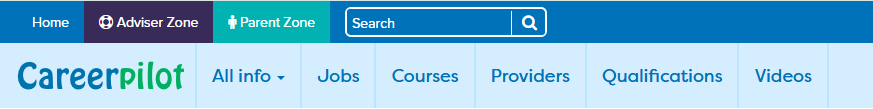 Home Adviser Zone Parent Zone Search
Careerpilot All info Jobs Courses Providers Qualifications Videos